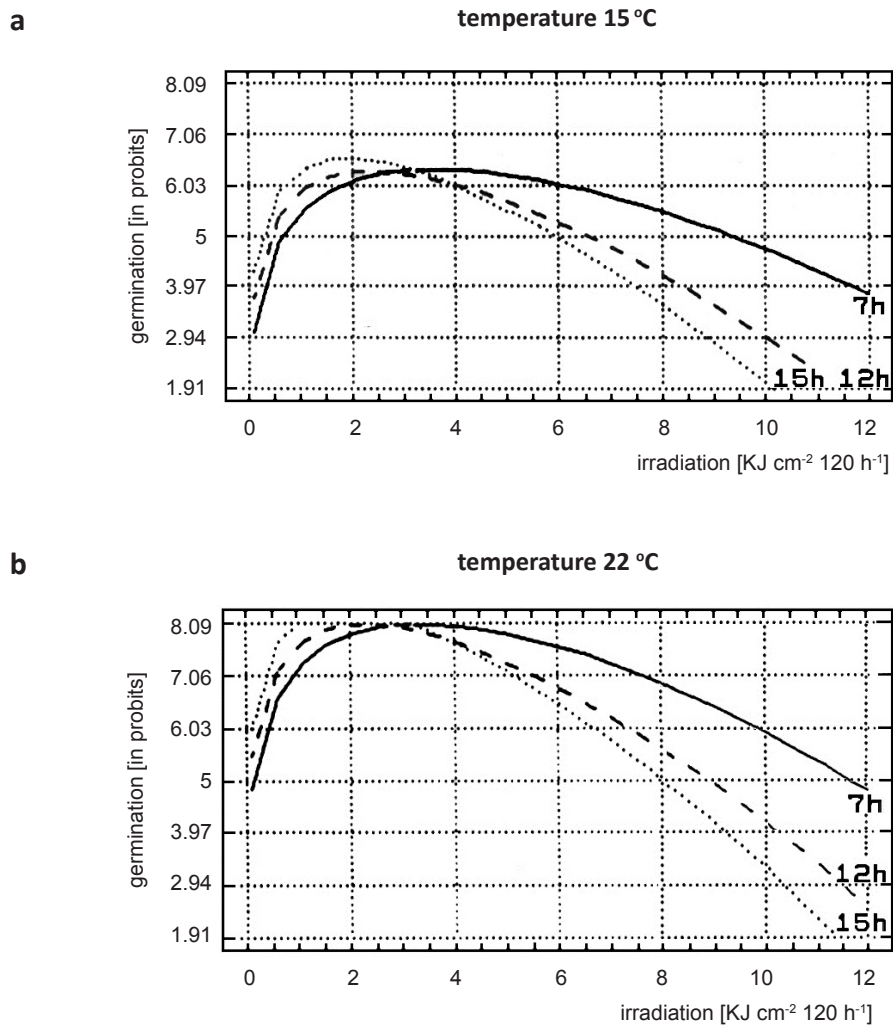 a
temperature 15 °C
germination [in probits]
8.09
7.06
6.03
5
3.97
2.94
1.91
7h
15h 12h
0 2 4 6 8 10 12
irradiation [KJ cm⁻² 120 h⁻¹]
b
temperature 22 °C
germination [in probits]
8.09
7.06
6.03
5
3.97
2.94
1.91
7h
12h
15h
0 2 4 6 8 10 12
irradiation [KJ cm⁻² 120 h⁻¹]